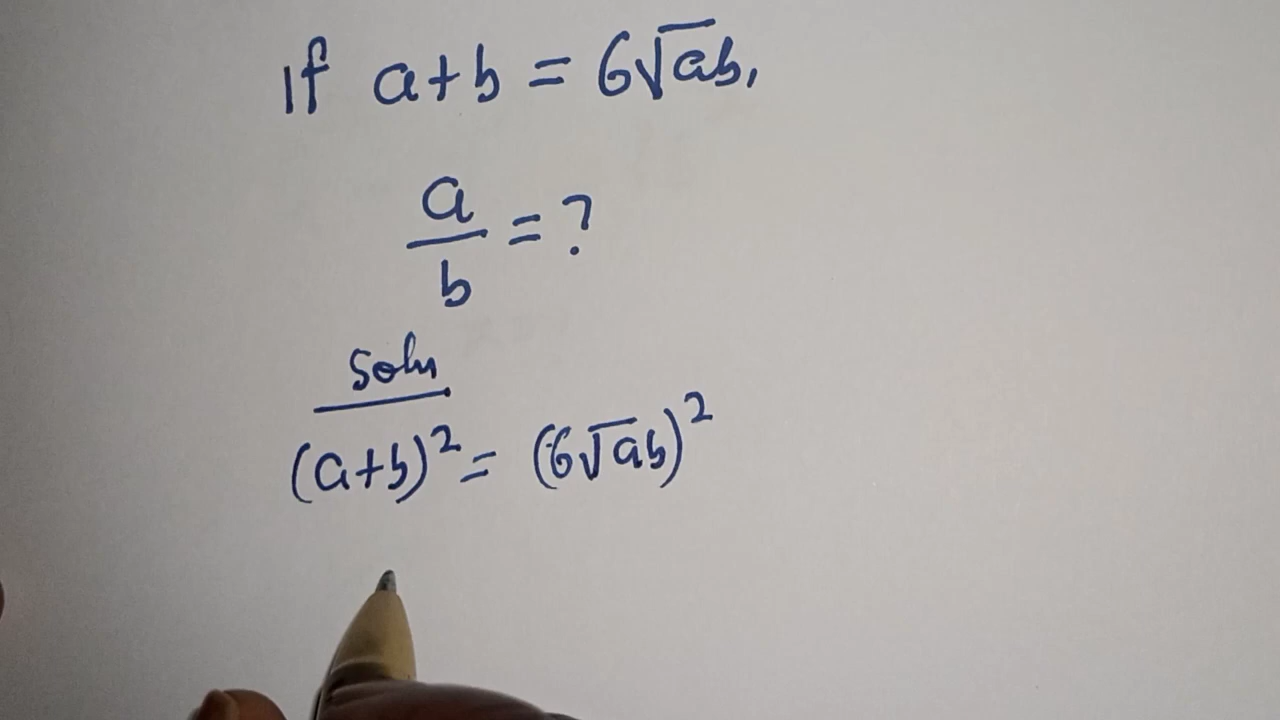 If a+b = 6√ab,
a/b = ?
Soln
(a+b)² = (6√ab)²